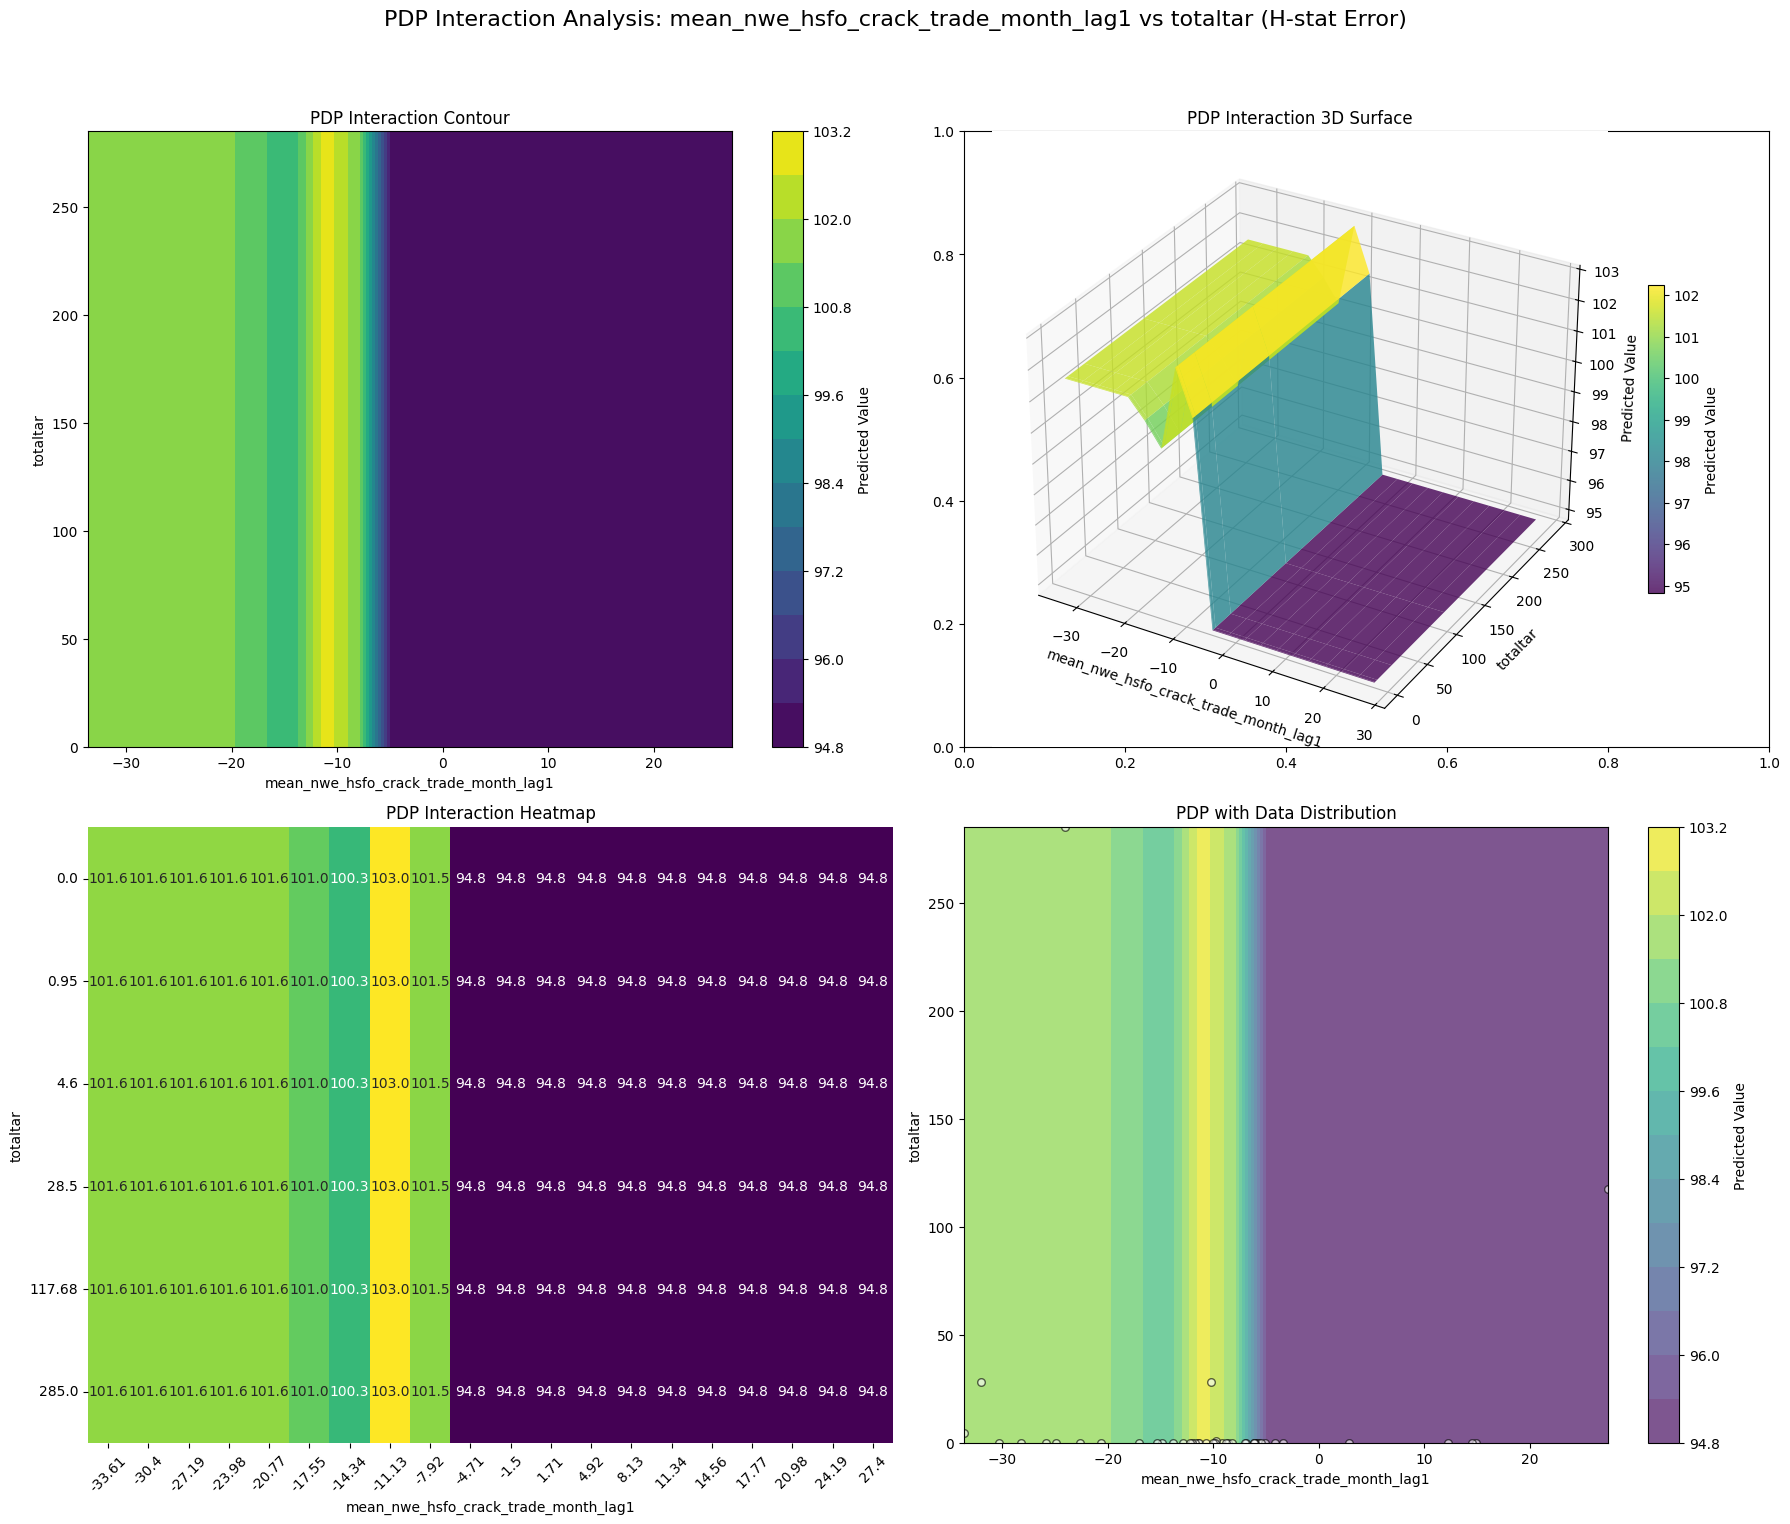 PDP Interaction Analysis: mean_nwe_hsfo_crack_trade_month_lag1 vs totaltar (H-stat Error)
PDP Interaction Contour
250
200
150
100
50
0
totaltar
−30 −20 −10 0 10 20
mean_nwe_hsfo_crack_trade_month_lag1
103.2
102.0
100.8
99.6
98.4
97.2
96.0
94.8
Predicted Value
PDP Interaction 3D Surface
1.0
0.8
0.6
0.4
0.2
0.0
0.0 0.2 0.4 0.6 0.8 1.0
−30 −20 −10 0 10 20 30
mean_nwe_hsfo_crack_trade_month_lag1
0 50 100 150 200 250 300
totaltar
103
102
101
100
99
98
97
96
95
Predicted Value
102
101
100
99
98
97
96
95
Predicted Value
PDP Interaction Heatmap
totaltar
0.0 101.6 101.6 101.6 101.6 101.6 101.0 100.3 103.0 101.5 94.8 94.8 94.8 94.8 94.8 94.8 94.8 94.8 94.8 94.8 94.8
0.95 101.6 101.6 101.6 101.6 101.6 101.0 100.3 103.0 101.5 94.8 94.8 94.8 94.8 94.8 94.8 94.8 94.8 94.8 94.8 94.8
4.6 101.6 101.6 101.6 101.6 101.6 101.0 100.3 103.0 101.5 94.8 94.8 94.8 94.8 94.8 94.8 94.8 94.8 94.8 94.8 94.8
28.5 101.6 101.6 101.6 101.6 101.6 101.0 100.3 103.0 101.5 94.8 94.8 94.8 94.8 94.8 94.8 94.8 94.8 94.8 94.8 94.8
117.68 101.6 101.6 101.6 101.6 101.6 101.0 100.3 103.0 101.5 94.8 94.8 94.8 94.8 94.8 94.8 94.8 94.8 94.8 94.8 94.8
285.0 101.6 101.6 101.6 101.6 101.6 101.0 100.3 103.0 101.5 94.8 94.8 94.8 94.8 94.8 94.8 94.8 94.8 94.8 94.8 94.8
-33.61 -30.4 -27.19 -23.98 -20.77 -17.55 -14.34 -11.13 -7.92 -4.71 -1.5 1.71 4.92 8.13 11.34 14.56 17.77 20.98 24.19 27.4
mean_nwe_hsfo_crack_trade_month_lag1
PDP with Data Distribution
250
200
150
100
50
0
totaltar
−30 −20 −10 0 10 20
mean_nwe_hsfo_crack_trade_month_lag1
103.2
102.0
100.8
99.6
98.4
97.2
96.0
94.8
Predicted Value